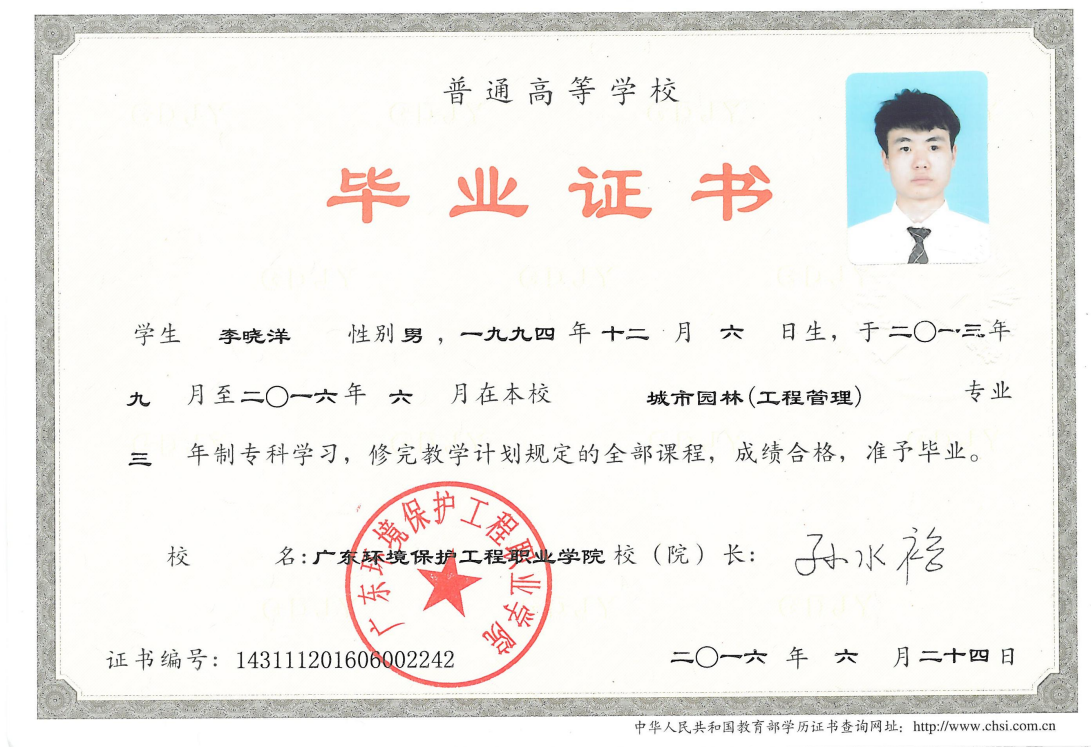 普通高等学校
毕业证书
学生 李晓洋 性别 男 ，一九九四 年 十二 月 六 日生，于 二〇一三 年
九 月至 二〇一六 年 六 月在本校 城市园林(工程管理) 专业
三 年制专科学习，修完教学计划规定的全部课程，成绩合格，准予毕业。
校 名: 广东环境保护工程职业学院 校（院）长: 孙水裕
广东环境保护工程职业学院
证书编号: 143111201606002242 二〇一六 年 六 月 二十四 日
中华人民共和国教育部学历证书查询网址: http://www.chsi.com.cn